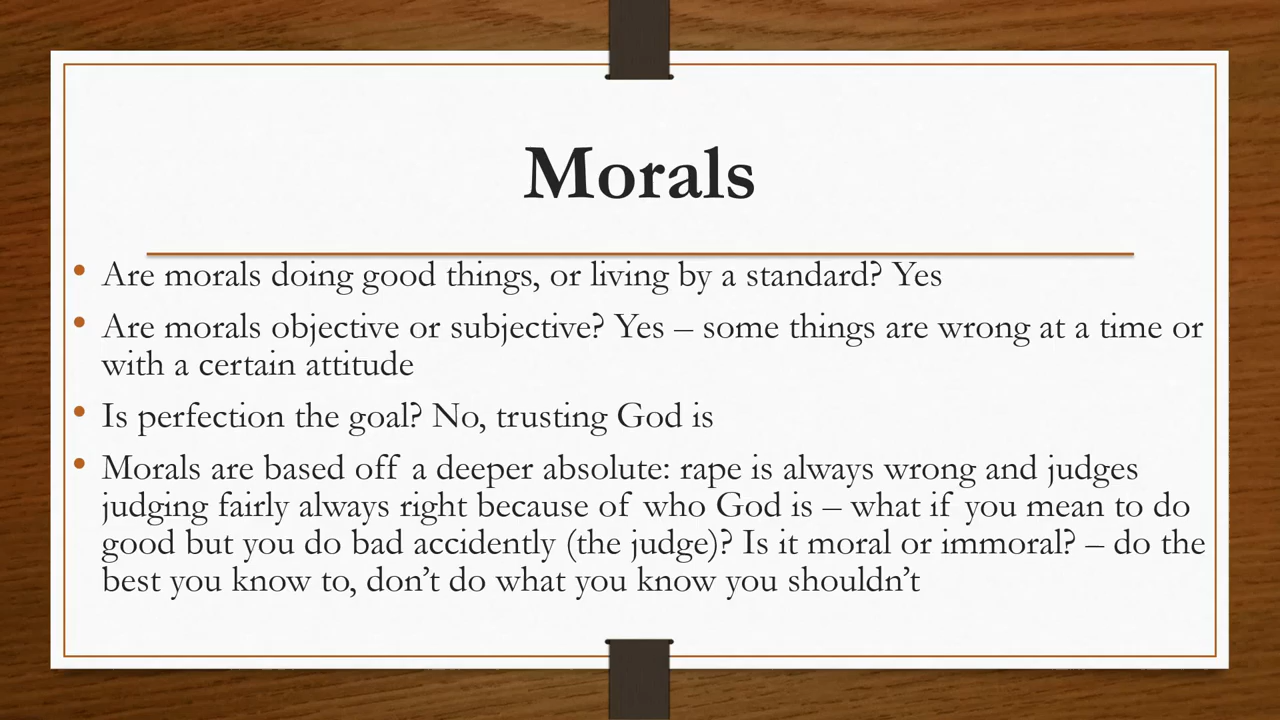 Morals
• Are morals doing good things, or living by a standard? Yes
• Are morals objective or subjective? Yes – some things are wrong at a time or
with a certain attitude
• Is perfection the goal? No, trusting God is
• Morals are based off a deeper absolute: rape is always wrong and judges
judging fairly always right because of who God is – what if you mean to do
good but you do bad accidently (the judge)? Is it moral or immoral? – do the
best you know to, don’t do what you know you shouldn’t